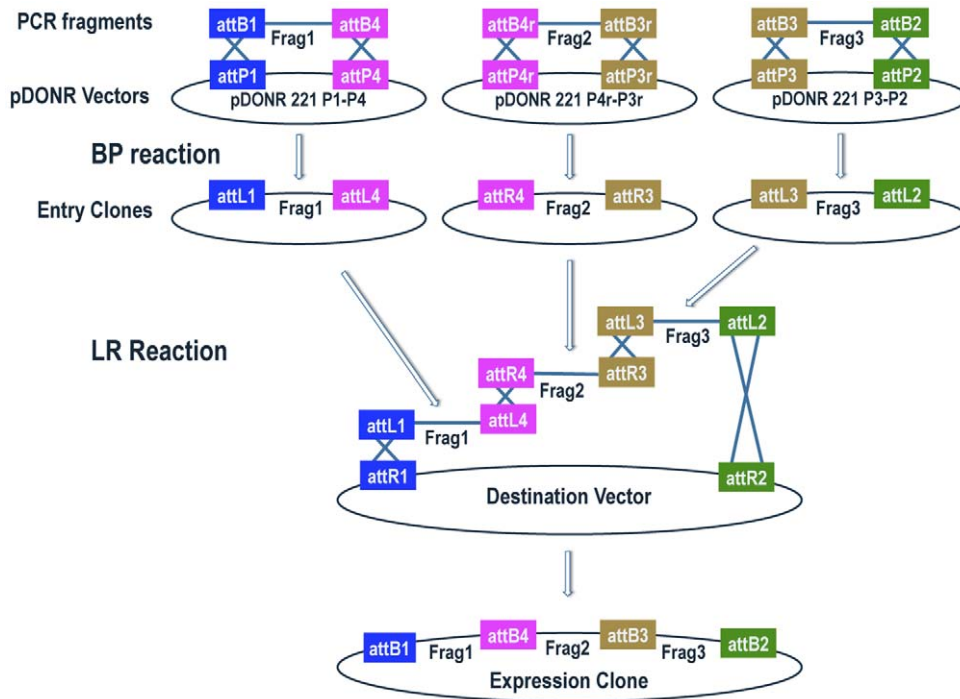 PCR fragments attB1 attB4 attB4r attB3r attB3 attB2
Frag1 Frag2 Frag3
attP1 attP4 attP4r attP3r attP3 attP2
pDONR Vectors pDONR 221 P1-P4 pDONR 221 P4r-P3r pDONR 221 P3-P2
BP reaction
attL1 attL4 attR4 attR3 attL3 attL2
Entry Clones Frag1 Frag2 Frag3
attL3 attL2
Frag3
LR Reaction
attR4 attR3
Frag2
attL1 attL4
Frag1
attR1 attR2
Destination Vector
attB1 attB4 attB3 attB2
Frag1 Frag2 Frag3
Expression Clone